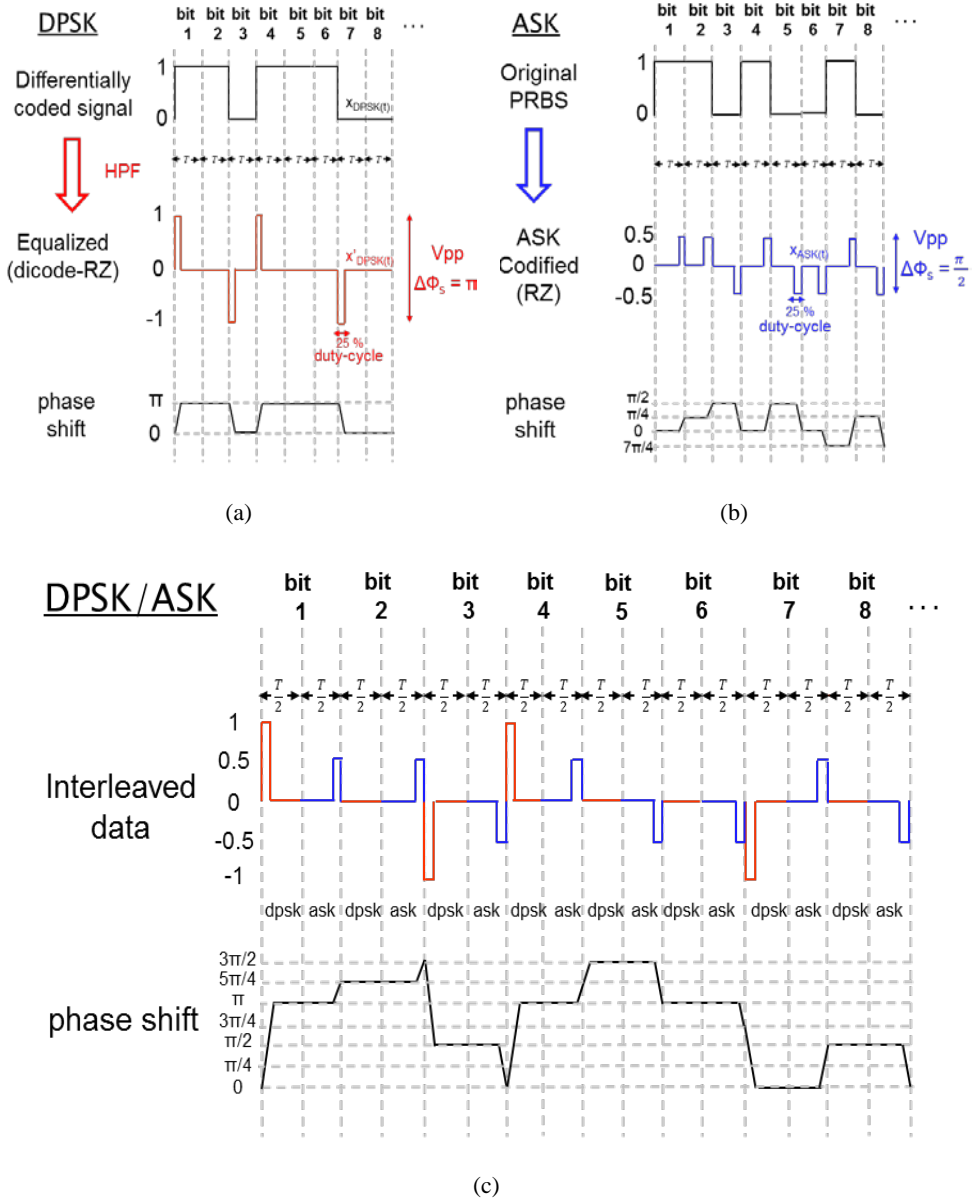 DPSK
bit 1 bit 2 bit 3 bit 4 bit 5 bit 6 bit 7 bit 8 ...
Differentially coded signal
1
0
x_DPSK(t)
T T T T T T T T
HPF
Equalized (dicode-RZ)
1
0
-1
x'_DPSK(t)
Vpp
ΔΦ_s = π
25 % duty-cycle
phase shift
π
0
(a)
ASK
bit 1 bit 2 bit 3 bit 4 bit 5 bit 6 bit 7 bit 8 ...
Original PRBS
1
0
T T T T T T T T
ASK Codified (RZ)
0.5
0
-0.5
x_ASK(t)
Vpp
ΔΦ_s = π/2
25 % duty-cycle
phase shift
π/2
π/4
0
7π/4
(b)
DPSK/ASK
bit 1 bit 2 bit 3 bit 4 bit 5 bit 6 bit 7 bit 8 ...
T/2 T/2 T/2 T/2 T/2 T/2 T/2 T/2 T/2 T/2 T/2 T/2 T/2 T/2 T/2 T/2
Interleaved data
1
0.5
0
-0.5
-1
dpsk ask dpsk ask dpsk ask dpsk ask dpsk ask dpsk ask dpsk ask dpsk ask
phase shift
3π/2
5π/4
π
3π/4
π/2
π/4
0
(c)